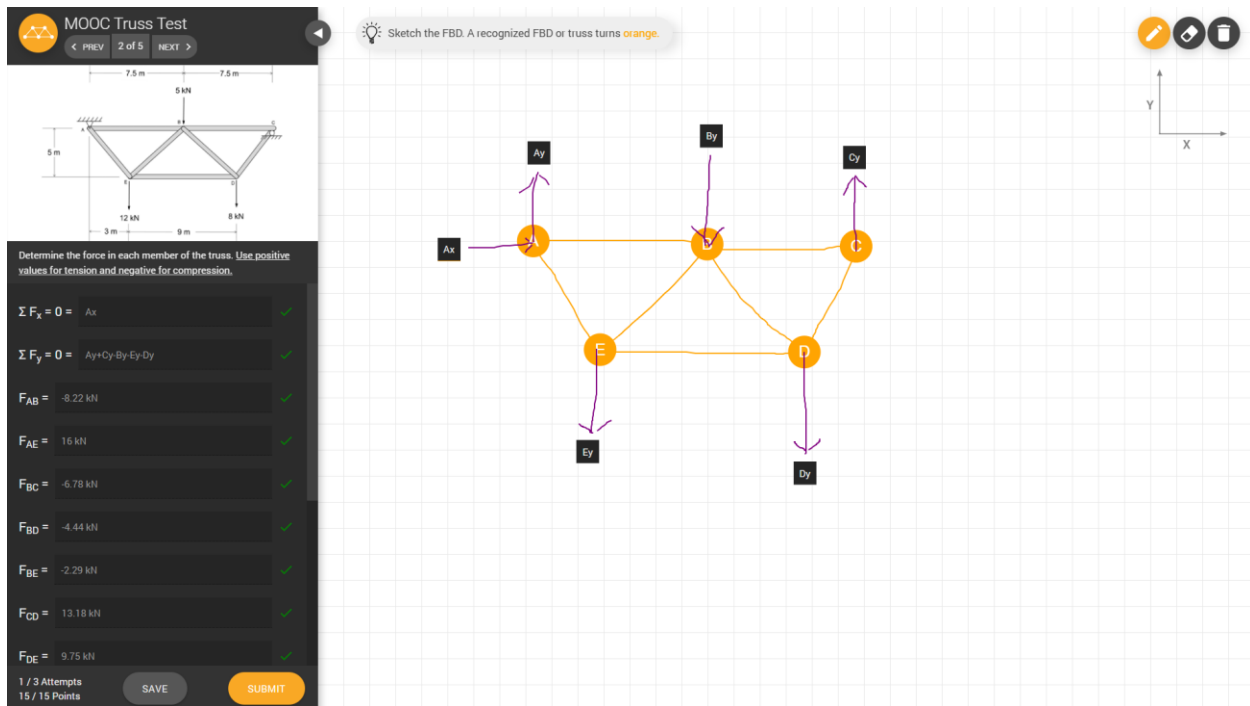 MOOC Truss Test
< PREV 2 of 5 NEXT >
Sketch the FBD. A recognized FBD or truss turns orange.
7.5 m 7.5 m
5 kN
A B C
5 m
E D
12 kN 8 kN
3 m 9 m
Determine the force in each member of the truss. Use positive
values for tension and negative for compression.
Σ Fx = 0 = Ax
Σ Fy = 0 = Ay+Cy-By-Ey-Dy
FAB = -8.22 kN
FAE = 16 kN
FBC = -6.78 kN
FBD = -4.44 kN
FBE = -2.29 kN
FCD = 13.18 kN
FDE = 9.75 kN
1 / 3 Attempts
15 / 15 Points
SAVE SUBMIT
By
Ay Cy
Ax A C
E D
Ey
Dy
Y
X